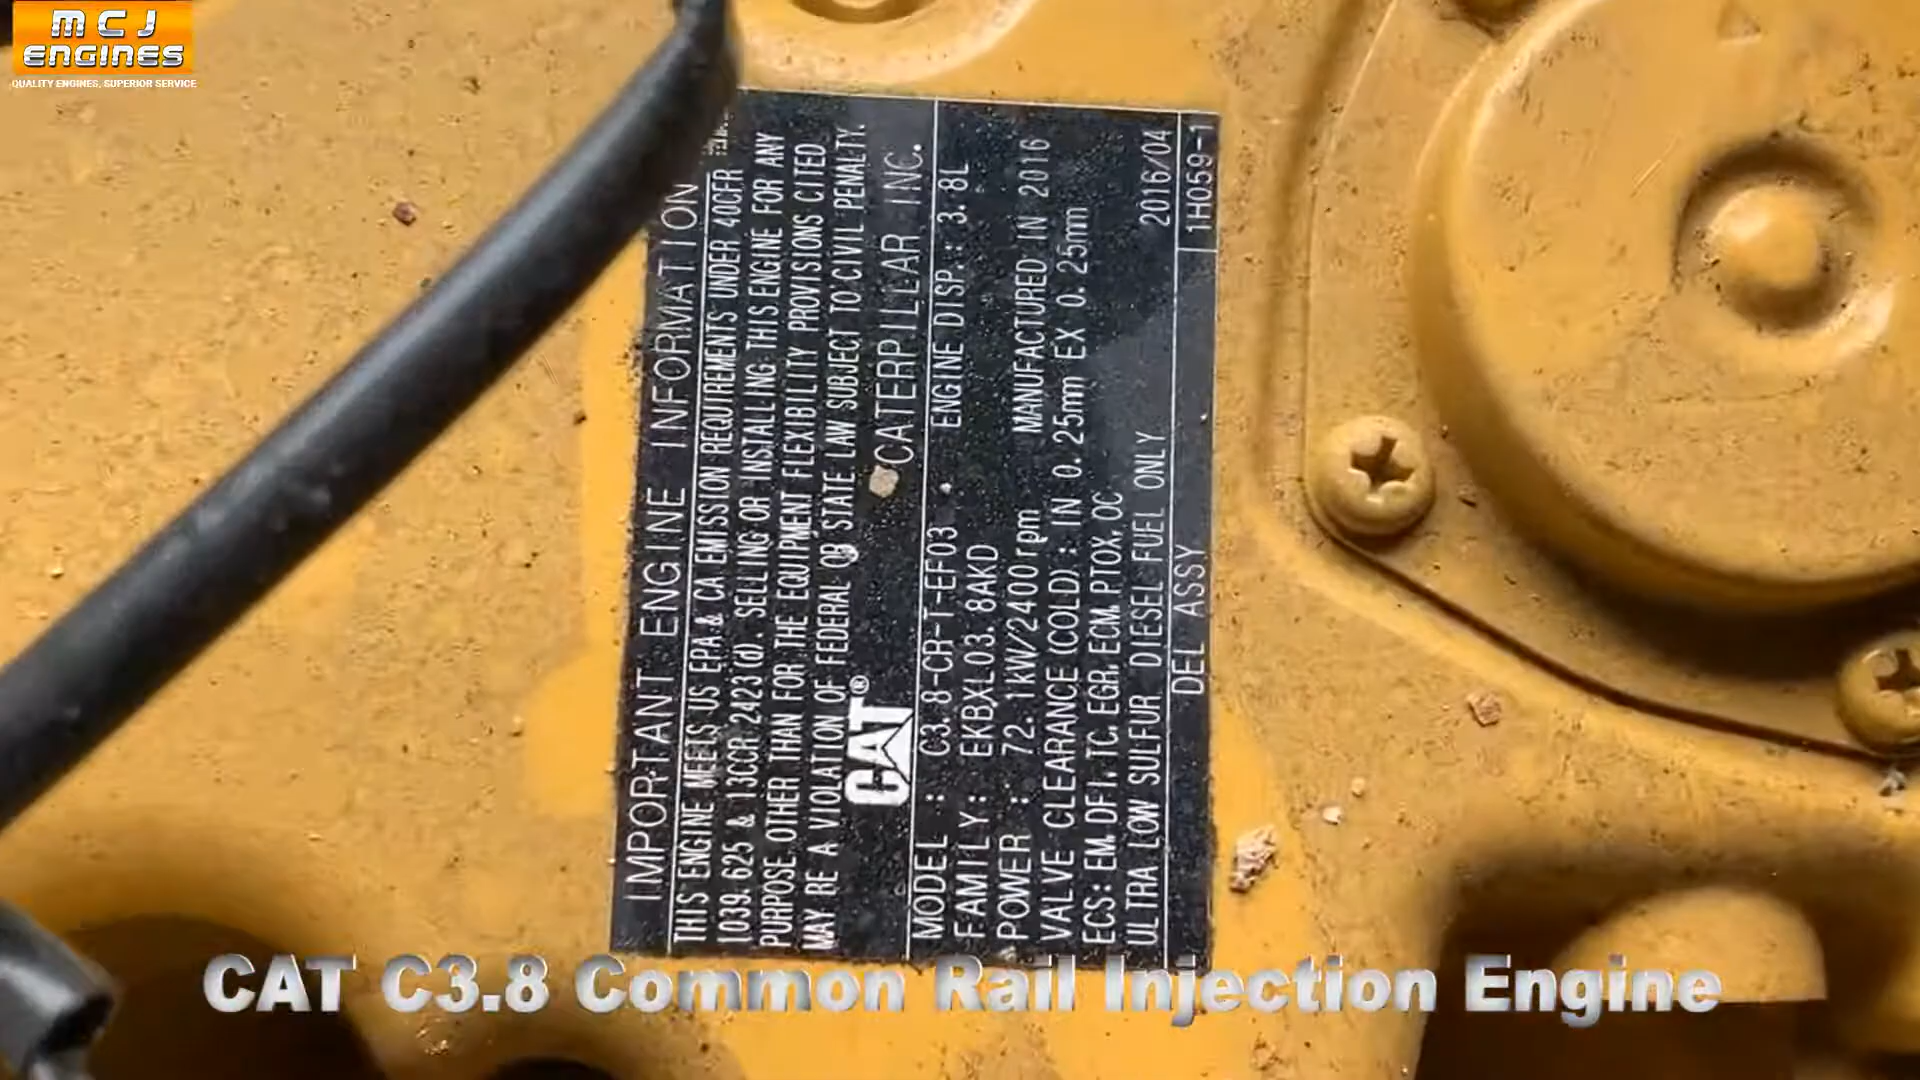 MCJ
ENGINES
QUALITY ENGINES, SUPERIOR SERVICE
IMPORTANT ENGINE INFORMATION
THIS ENGINE MEETS US EPA & CA EMISSION REQUIREMENTS UNDER 40CFR
1039.625 & 13CCR 2423(d). SELLING OR INSTALLING THIS ENGINE FOR ANY
PURPOSE OTHER THAN FOR THE EQUIPMENT FLEXIBILITY PROVISIONS CITED
MAY BE A VIOLATION OF FEDERAL OR STATE LAW SUBJECT TO CIVIL PENALTY.
CAT® CATERPILLAR INC.
MODEL : C3.8-CR-T-EF03 ENGINE DISP.: 3.8L
FAMILY: EKBXL03.8AKD
POWER : 72.1kW/2400rpm MANUFACTURED IN 2016
VALVE CLEARANCE (COLD): IN 0.25mm EX 0.25mm
ECS: EM, DFI, TC, EGR, ECM, PTOX, OC
ULTRA LOW SULFUR DIESEL FUEL ONLY 2016/04
DEL ASSY 1H059-1
CAT C3.8 Common Rail Injection Engine